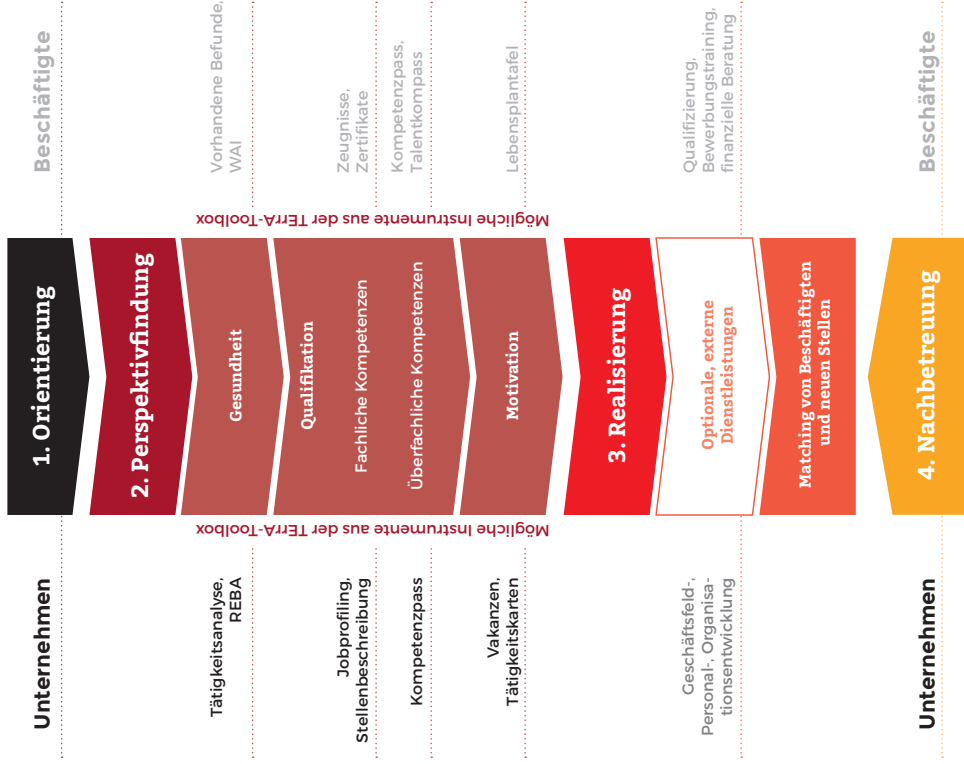 Beschäftigte
Vorhandene Befunde,
WAI
Zeugnisse,
Zertifikate
Kompetenzpass,
Talentkompass
Lebensplantafel
Qualifizierung,
Bewerbungstraining,
finanzielle Beratung
Beschäftigte
Mögliche Instrumente aus der TErrA-Toolbox
1. Orientierung
2. Perspektivfindung
Gesundheit
Qualifikation
Fachliche Kompetenzen
Überfachliche Kompetenzen
Motivation
3. Realisierung
Optionale, externe
Dienstleistungen
Matching von Beschäftigten
und neuen Stellen
4. Nachbetreuung
Mögliche Instrumente aus der TErrA-Toolbox
Unternehmen
Tätigkeitsanalyse,
REBA
Jobprofiling,
Stellenbeschreibung
Kompetenzpass
Vakanzen,
Tätigkeitskarten
Geschäftsfeld-,
Personal-, Organisa-
tionsentwicklung
Unternehmen